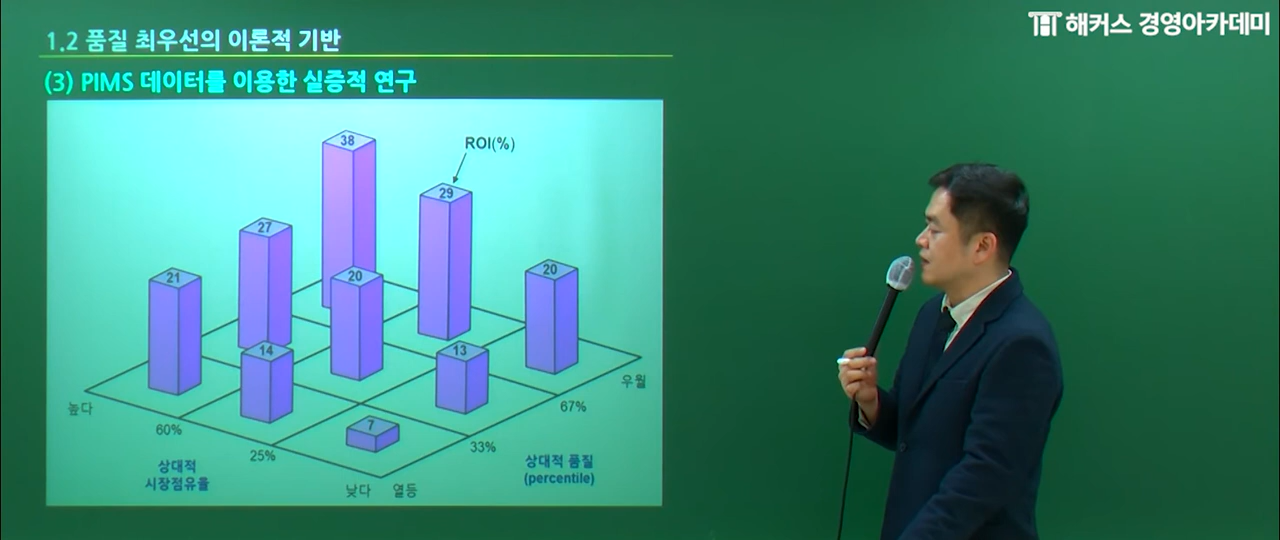 해커스 경영아카데미
1.2 품질 최우선의 이론적 기반
(3) PIMS 데이터를 이용한 실증적 연구
38
ROI(%)
29
27
21
20
20
14
13
7
높다
60%
25%
낮다
열등
33%
67%
우월
상대적
시장점유율
상대적 품질
(percentile)